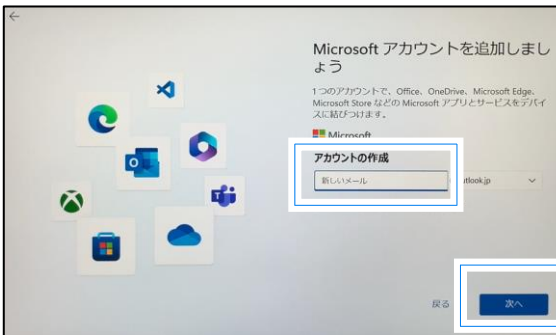 Microsoft アカウントを追加しまし
ょう
1 つのアカウントで、Office、OneDrive、Microsoft Edge、
Microsoft Store などの Microsoft アプリとサービスをデバイ
スに結びつけます。
Microsoft
アカウントの作成
新しいメール
utlook.jp
戻る
次へ